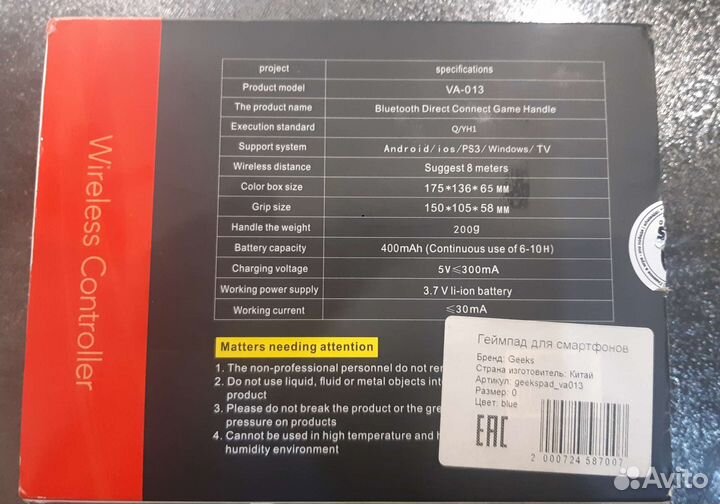 Wireless Controller
project specifications
Product model VA-013
The product name Bluetooth Direct Connect Game Handle
Execution standard Q/YH1
Support system Android/ios/PS3/Windows/TV
Wireless distance Suggest 8 meters
Color box size 175*136*65 MM
Grip size 150*105*58 MM
Handle the weight 200g
Battery capacity 400mAh (Continuous use of 6-10H)
Charging voltage 5V≤300mA
Working power supply 3.7 V li-ion battery
Working current ≤30mA
Matters needing attention
1. The non-professional personnel do not
2. Do not use liquid, fluid or metal objects
product
3. Please do not break the product or the
pressure on products
4. Cannot be used in high temperature and
humidity environment
Геймпад для смартфонов
Бренд: Geeks
Страна изготовитель: Китай
Артикул: geekspad_va013
Размер: 0
Цвет: blue
EAC
2 000724 587007
Avito